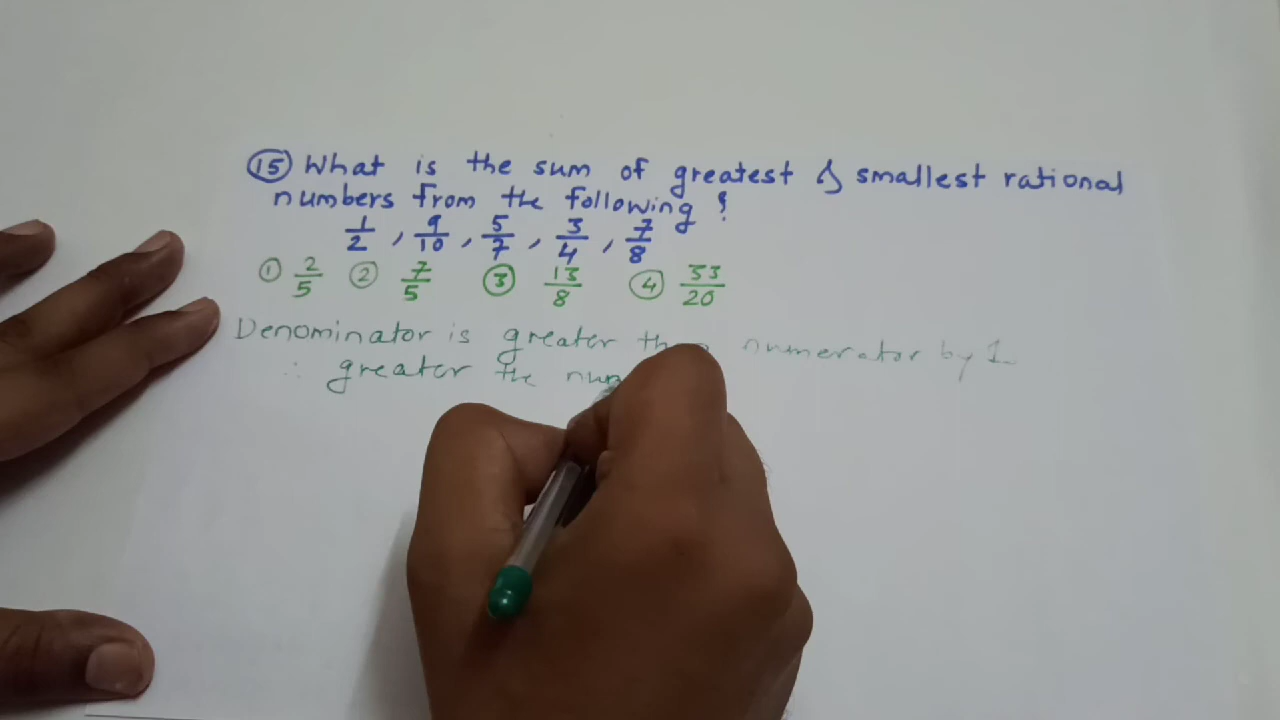 15 What is the sum of greatest & smallest rational
numbers from the following ?
1/2 , 9/10 , 5/7 , 3/4 , 7/8
1 2/5 2 7/5 3 13/8 4 53/20
Denominator is greater numerator by 1
∴ greater the